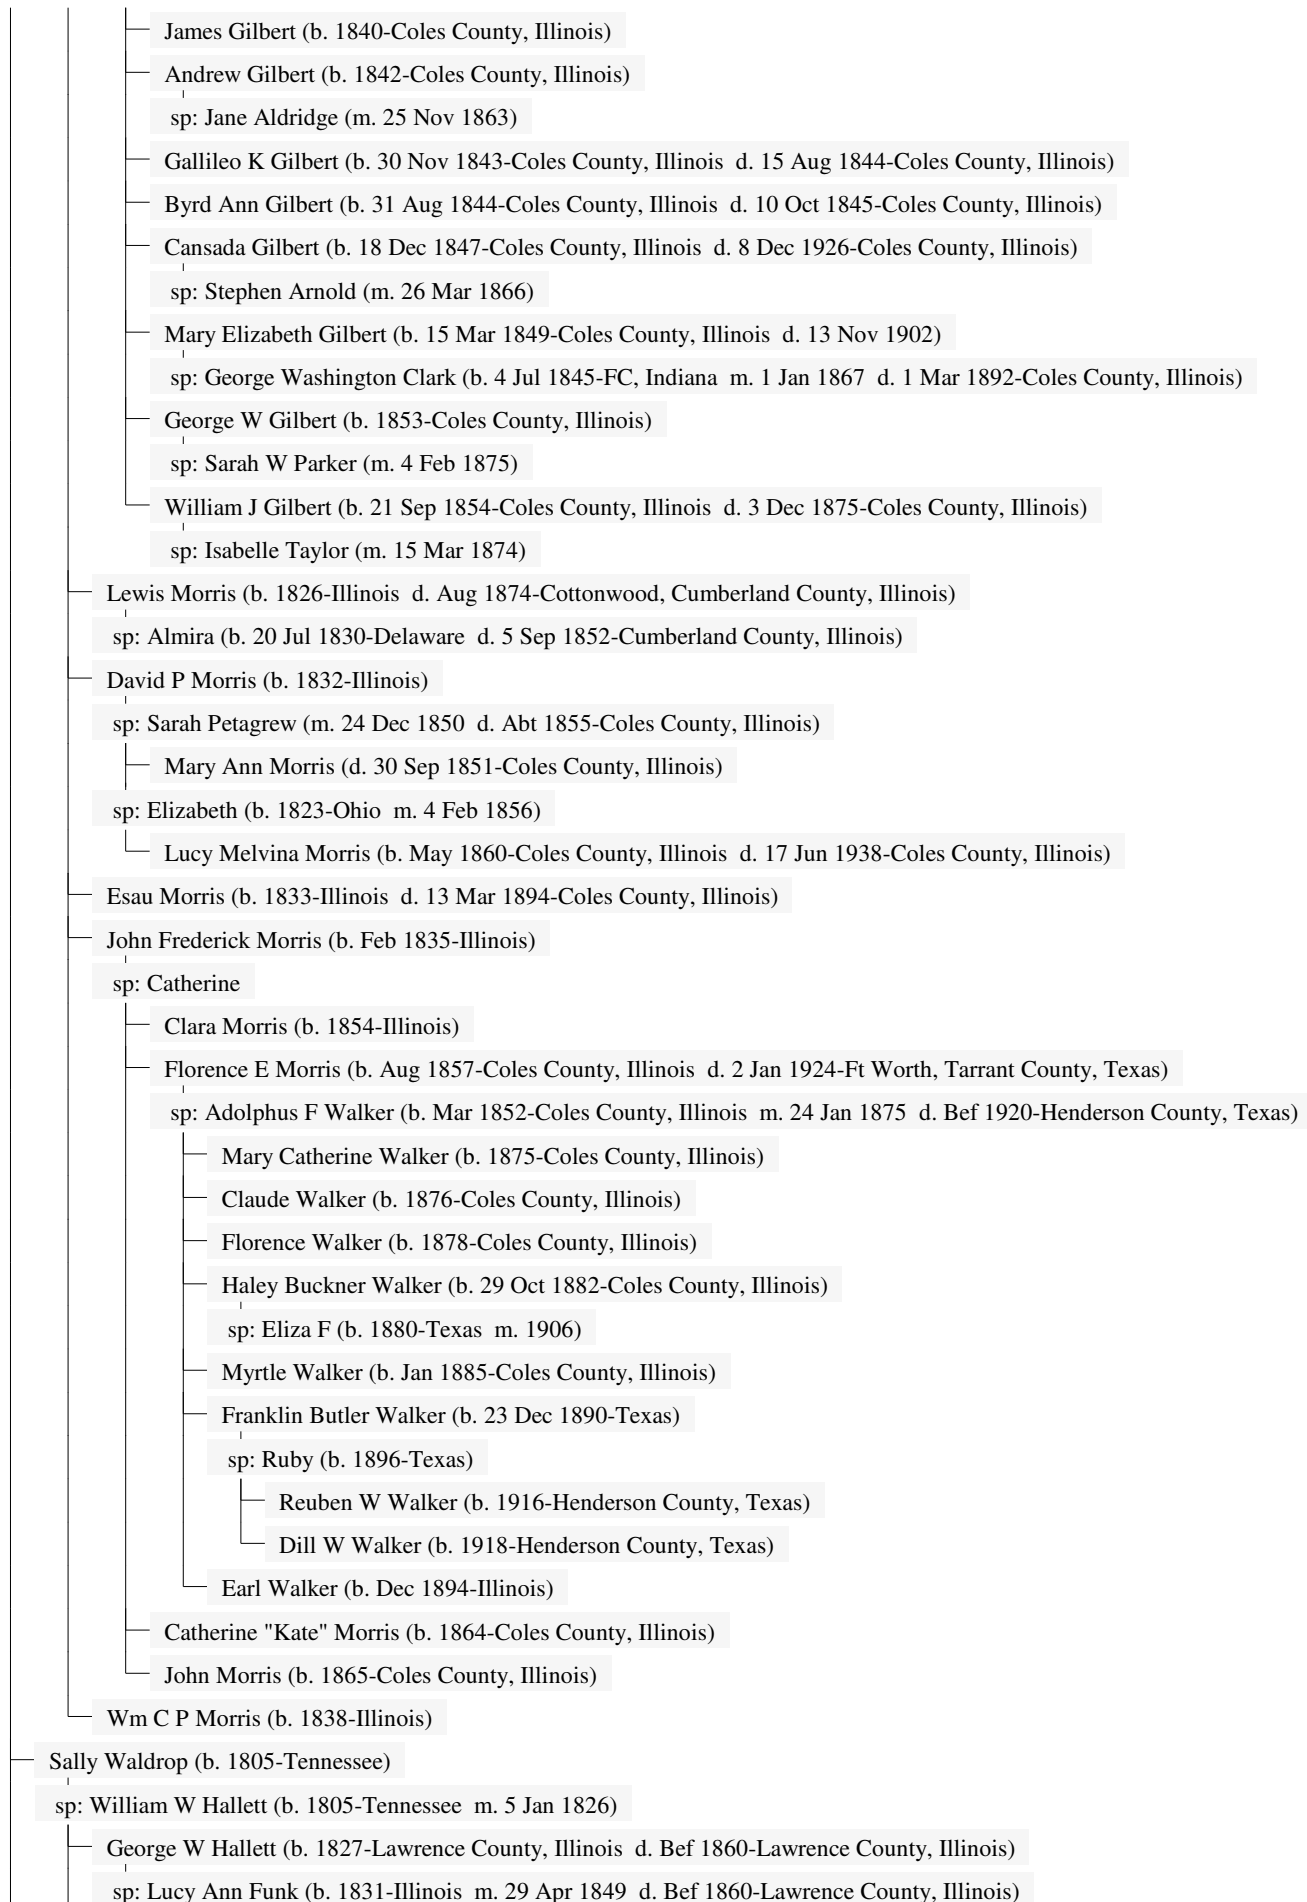 James Gilbert (b. 1840-Coles County, Illinois)
Andrew Gilbert (b. 1842-Coles County, Illinois)
sp: Jane Aldridge (m. 25 Nov 1863)
Gallileo K Gilbert (b. 30 Nov 1843-Coles County, Illinois d. 15 Aug 1844-Coles County, Illinois)
Byrd Ann Gilbert (b. 31 Aug 1844-Coles County, Illinois d. 10 Oct 1845-Coles County, Illinois)
Cansada Gilbert (b. 18 Dec 1847-Coles County, Illinois d. 8 Dec 1926-Coles County, Illinois)
sp: Stephen Arnold (m. 26 Mar 1866)
Mary Elizabeth Gilbert (b. 15 Mar 1849-Coles County, Illinois d. 13 Nov 1902)
sp: George Washington Clark (b. 4 Jul 1845-FC, Indiana m. 1 Jan 1867 d. 1 Mar 1892-Coles County, Illinois)
George W Gilbert (b. 1853-Coles County, Illinois)
sp: Sarah W Parker (m. 4 Feb 1875)
William J Gilbert (b. 21 Sep 1854-Coles County, Illinois d. 3 Dec 1875-Coles County, Illinois)
sp: Isabelle Taylor (m. 15 Mar 1874)
Lewis Morris (b. 1826-Illinois d. Aug 1874-Cottonwood, Cumberland County, Illinois)
sp: Almira (b. 20 Jul 1830-Delaware d. 5 Sep 1852-Cumberland County, Illinois)
David P Morris (b. 1832-Illinois)
sp: Sarah Petagrew (m. 24 Dec 1850 d. Abt 1855-Coles County, Illinois)
Mary Ann Morris (d. 30 Sep 1851-Coles County, Illinois)
sp: Elizabeth (b. 1823-Ohio m. 4 Feb 1856)
Lucy Melvina Morris (b. May 1860-Coles County, Illinois d. 17 Jun 1938-Coles County, Illinois)
Esau Morris (b. 1833-Illinois d. 13 Mar 1894-Coles County, Illinois)
John Frederick Morris (b. Feb 1835-Illinois)
sp: Catherine
Clara Morris (b. 1854-Illinois)
Florence E Morris (b. Aug 1857-Coles County, Illinois d. 2 Jan 1924-Ft Worth, Tarrant County, Texas)
sp: Adolphus F Walker (b. Mar 1852-Coles County, Illinois m. 24 Jan 1875 d. Bef 1920-Henderson County, Texas)
Mary Catherine Walker (b. 1875-Coles County, Illinois)
Claude Walker (b. 1876-Coles County, Illinois)
Florence Walker (b. 1878-Coles County, Illinois)
Haley Buckner Walker (b. 29 Oct 1882-Coles County, Illinois)
sp: Eliza F (b. 1880-Texas m. 1906)
Myrtle Walker (b. Jan 1885-Coles County, Illinois)
Franklin Butler Walker (b. 23 Dec 1890-Texas)
sp: Ruby (b. 1896-Texas)
Reuben W Walker (b. 1916-Henderson County, Texas)
Dill W Walker (b. 1918-Henderson County, Texas)
Earl Walker (b. Dec 1894-Illinois)
Catherine "Kate" Morris (b. 1864-Coles County, Illinois)
John Morris (b. 1865-Coles County, Illinois)
Wm C P Morris (b. 1838-Illinois)
Sally Waldrop (b. 1805-Tennessee)
sp: William W Hallett (b. 1805-Tennessee m. 5 Jan 1826)
George W Hallett (b. 1827-Lawrence County, Illinois d. Bef 1860-Lawrence County, Illinois)
sp: Lucy Ann Funk (b. 1831-Illinois m. 29 Apr 1849 d. Bef 1860-Lawrence County, Illinois)